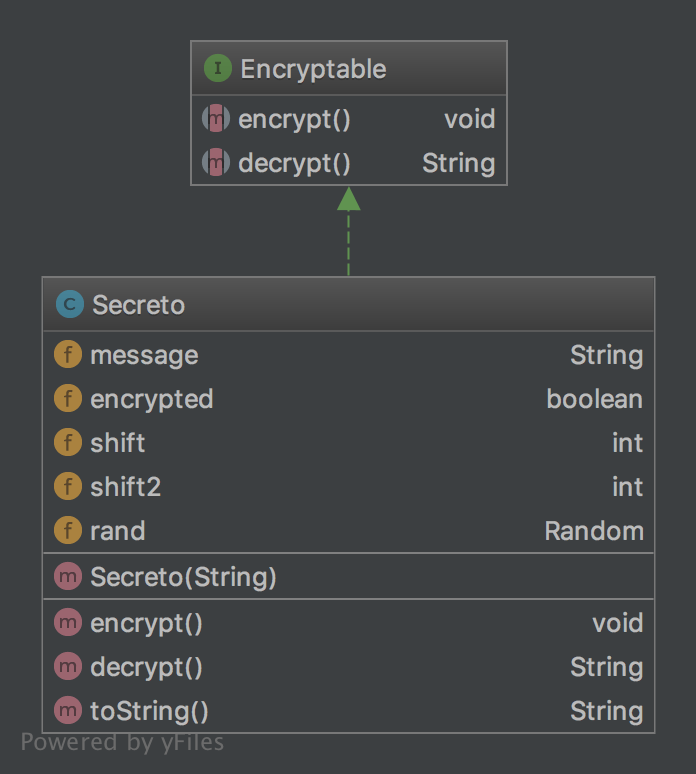 I Encryptable
m encrypt() void
m decrypt() String
C Secreto
f message String
f encrypted boolean
f shift int
f shift2 int
f rand Random
m Secreto(String)
m encrypt() void
m decrypt() String
m toString() String
Powered by yFiles